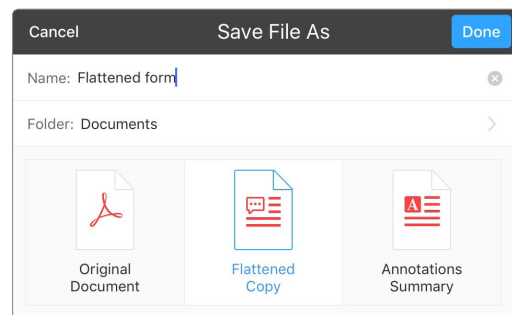 Cancel Save File As Done
Name: Flattened form
Folder: Documents
A
Original Flattened Annotations
Document Copy Summary